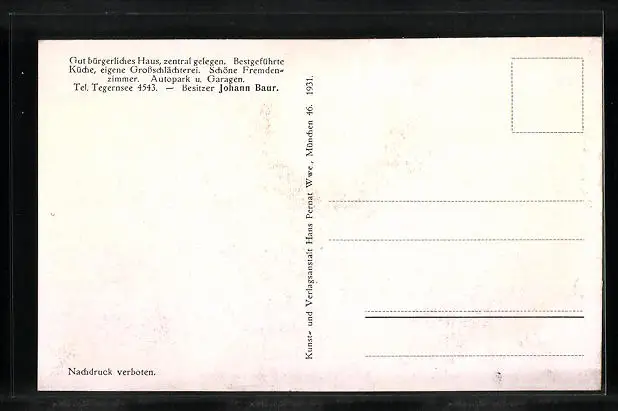 Gut bürgerliches Haus, zentral gelegen. Bestgeführte
Küche, eigene Großschlächterei. Schöne Fremden-
zimmer. Autopark u. Garagen.
Tel. Tegernsee 4543. — Besitzer Johann Baur.
Kunst- und Verlagsanstalt Hans Pernat Wwe., München 46. 1931.
Nachdruck verboten.